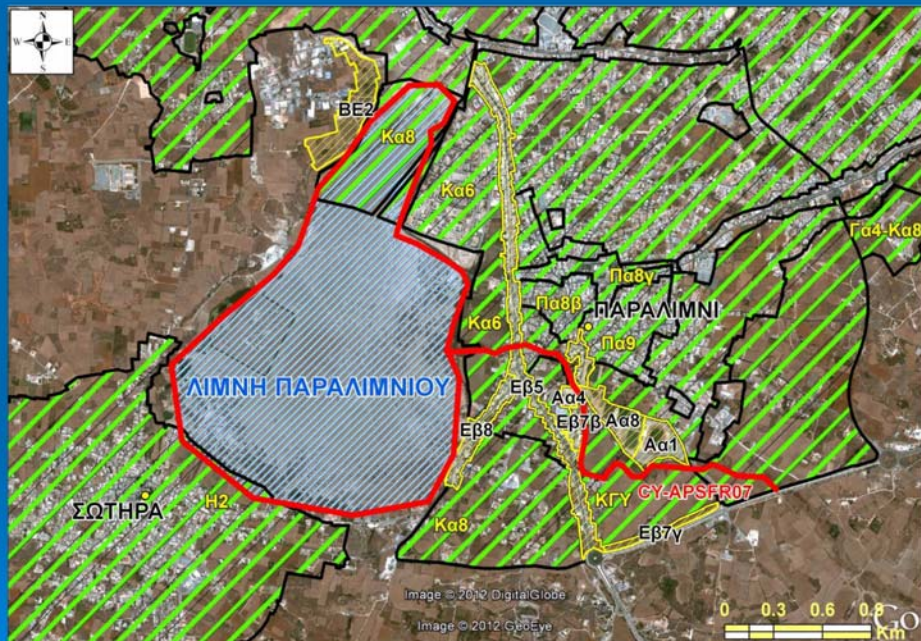 N
W E
S
ΒΕ2
Κα8
Κα6
Γα4-Κα8
Πα8γ
Πα8β
ΠΑΡΑΛΙΜΝΙ
Κα6
Πα9
ΛΙΜΝΗ ΠΑΡΑΛΙΜΝΙΟΥ
Εβ5
Αα4
Εβ8
Εβ7β
Αα8
Αα1
CY-APSFR07
ΣΩΤΗΡΑ
Η2
ΚΓΥ
Κα8
Εβ7γ
Image © 2012 DigitalGlobe
Image © 2012 GeoEye
0 0.3 0.6 0.8
Km
Go